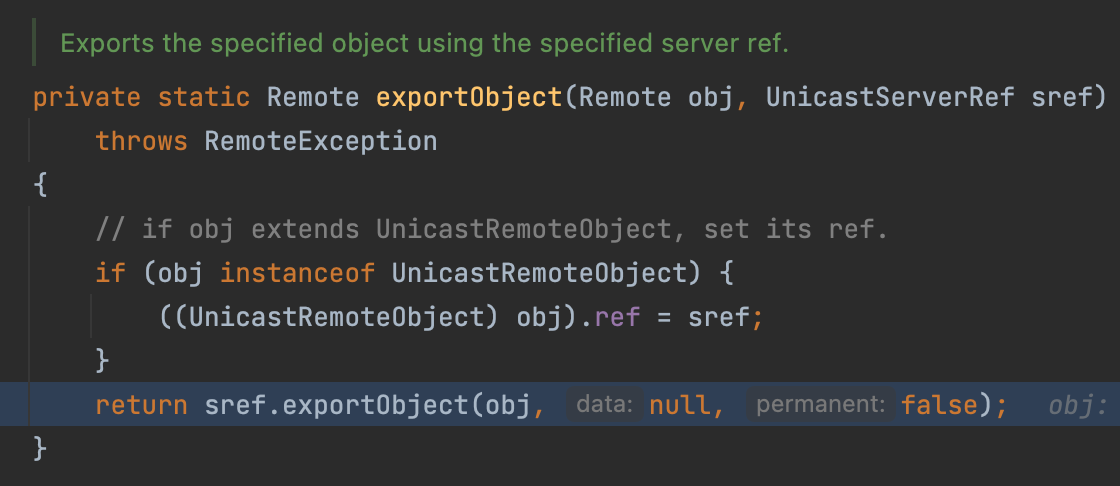 Exports the specified object using the specified server ref.
private static Remote exportObject(Remote obj, UnicastServerRef sref)
    throws RemoteException
{
    // if obj extends UnicastRemoteObject, set its ref.
    if (obj instanceof UnicastRemoteObject) {
        ((UnicastRemoteObject) obj).ref = sref;
    }
    return sref.exportObject(obj, data: null, permanent: false); obj:
}